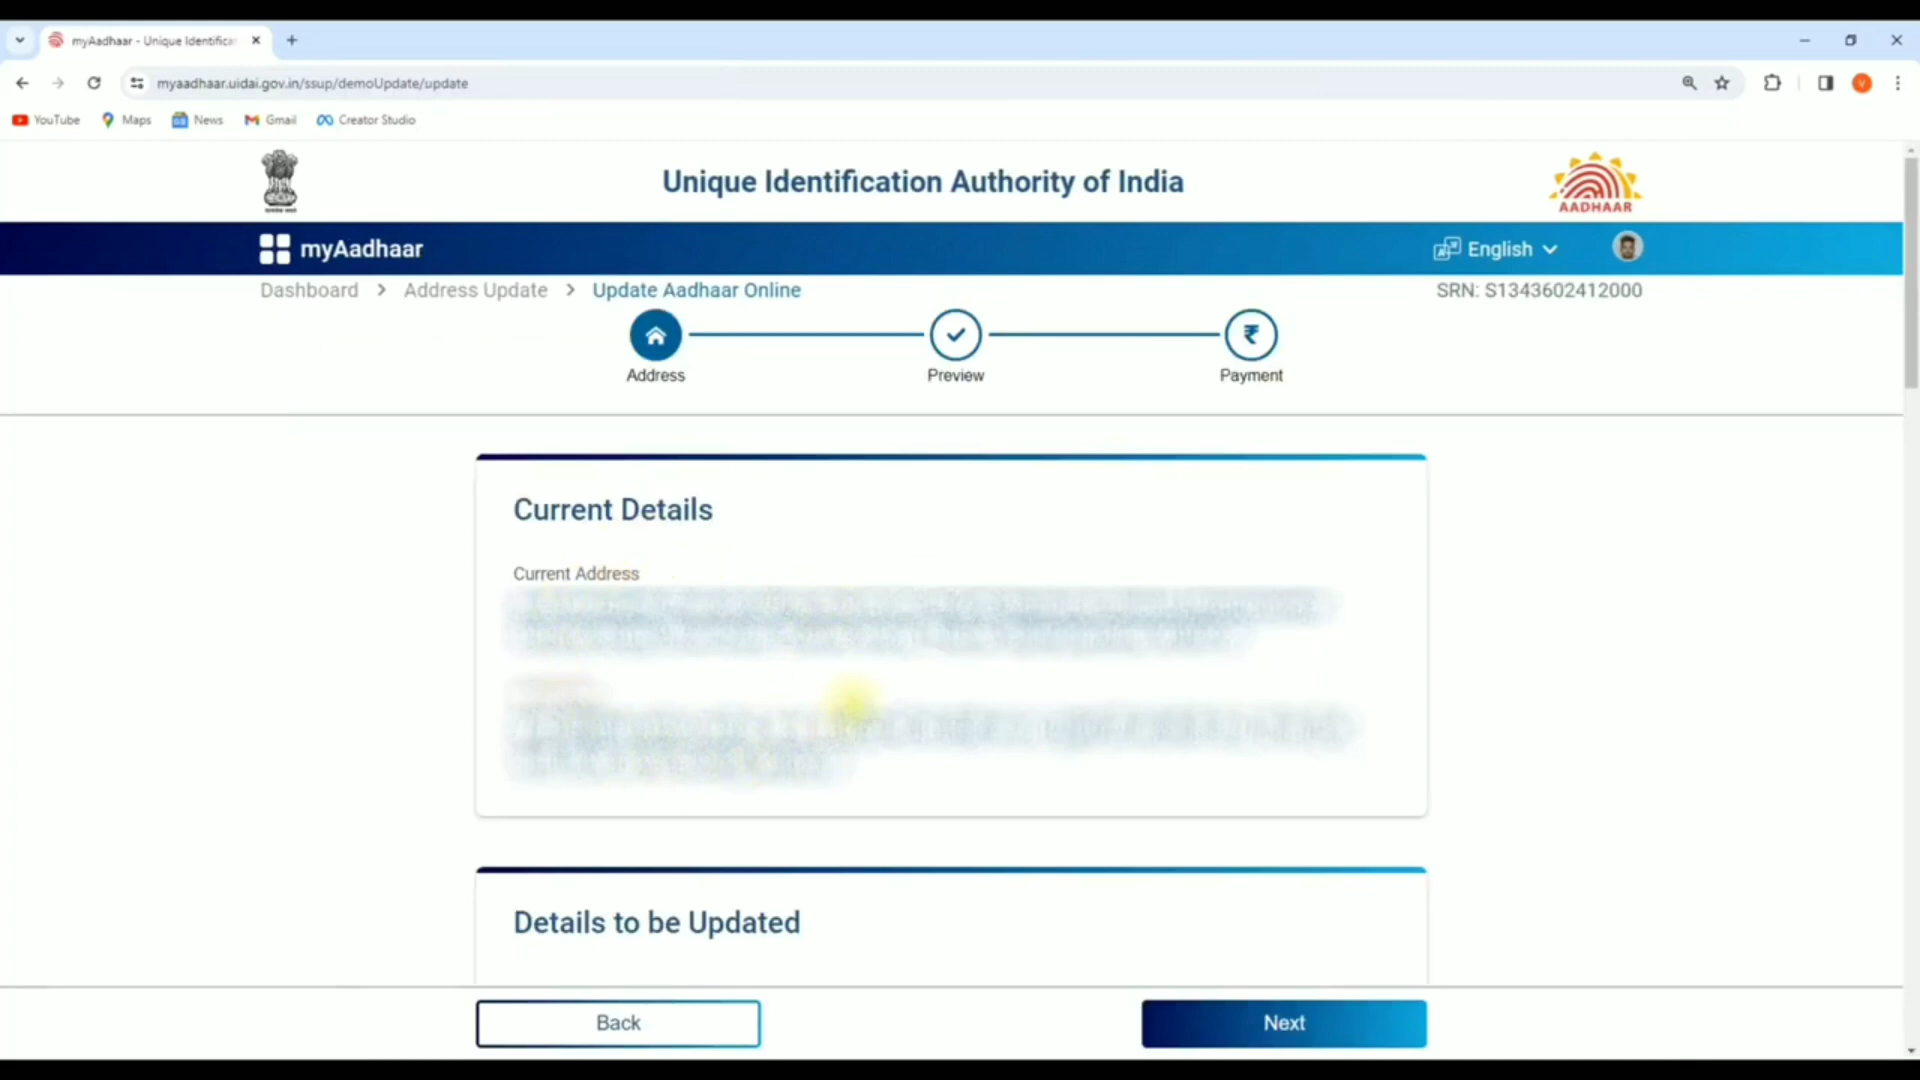 myAadhaar - Unique Identifica
myaadhaar.uidai.gov.in/ssup/demoUpdate/update
YouTube Maps News Gmail Creator Studio
Unique Identification Authority of India
AADHAAR
myAadhaar
English
Dashboard > Address Update > Update Aadhaar Online
SRN: S1343602412000
Address Preview Payment
Current Details
Current Address
Details to be Updated
Back Next